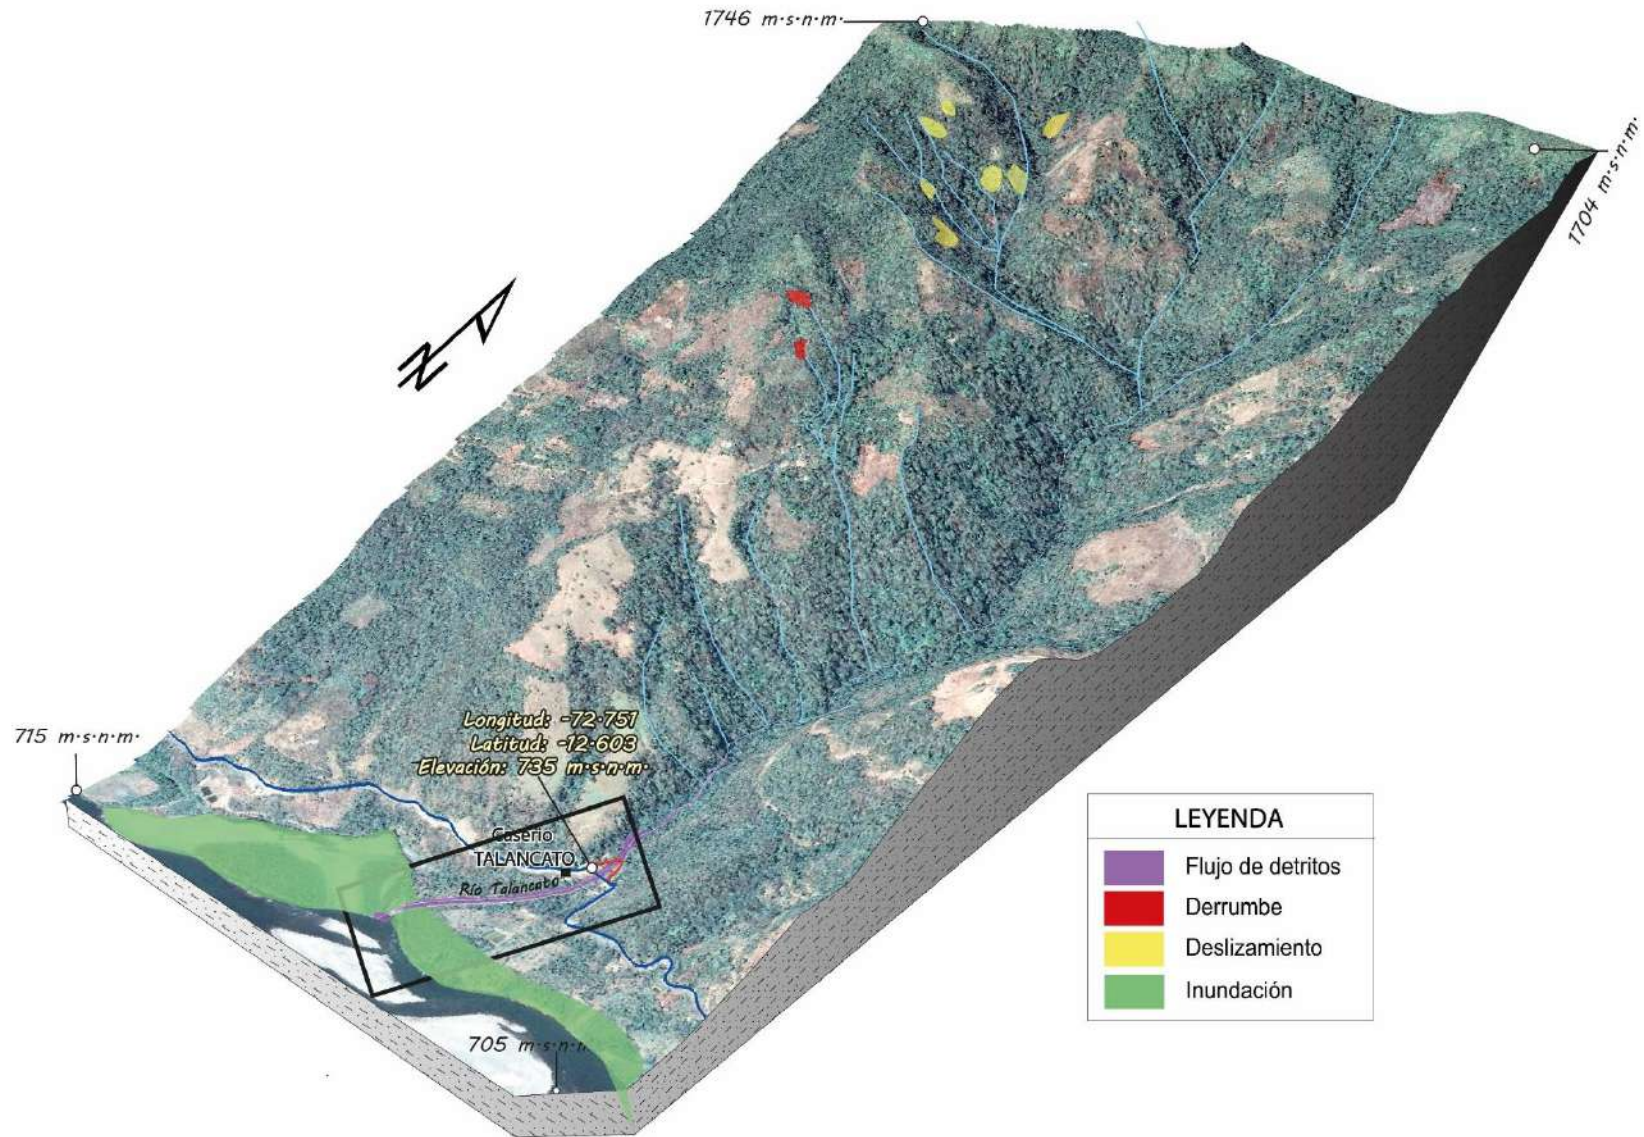 1746 m.s.n.m.
1704 m.s.n.m.
N
Longitud: -72.751
Latitud: -12.603
Elevación: 735 m.s.n.m.
715 m.s.n.m.
Caserio
TALANCATO
Río Talancato
705 m.s.n.m
LEYENDA
Flujo de detritos
Derrumbe
Deslizamiento
Inundación